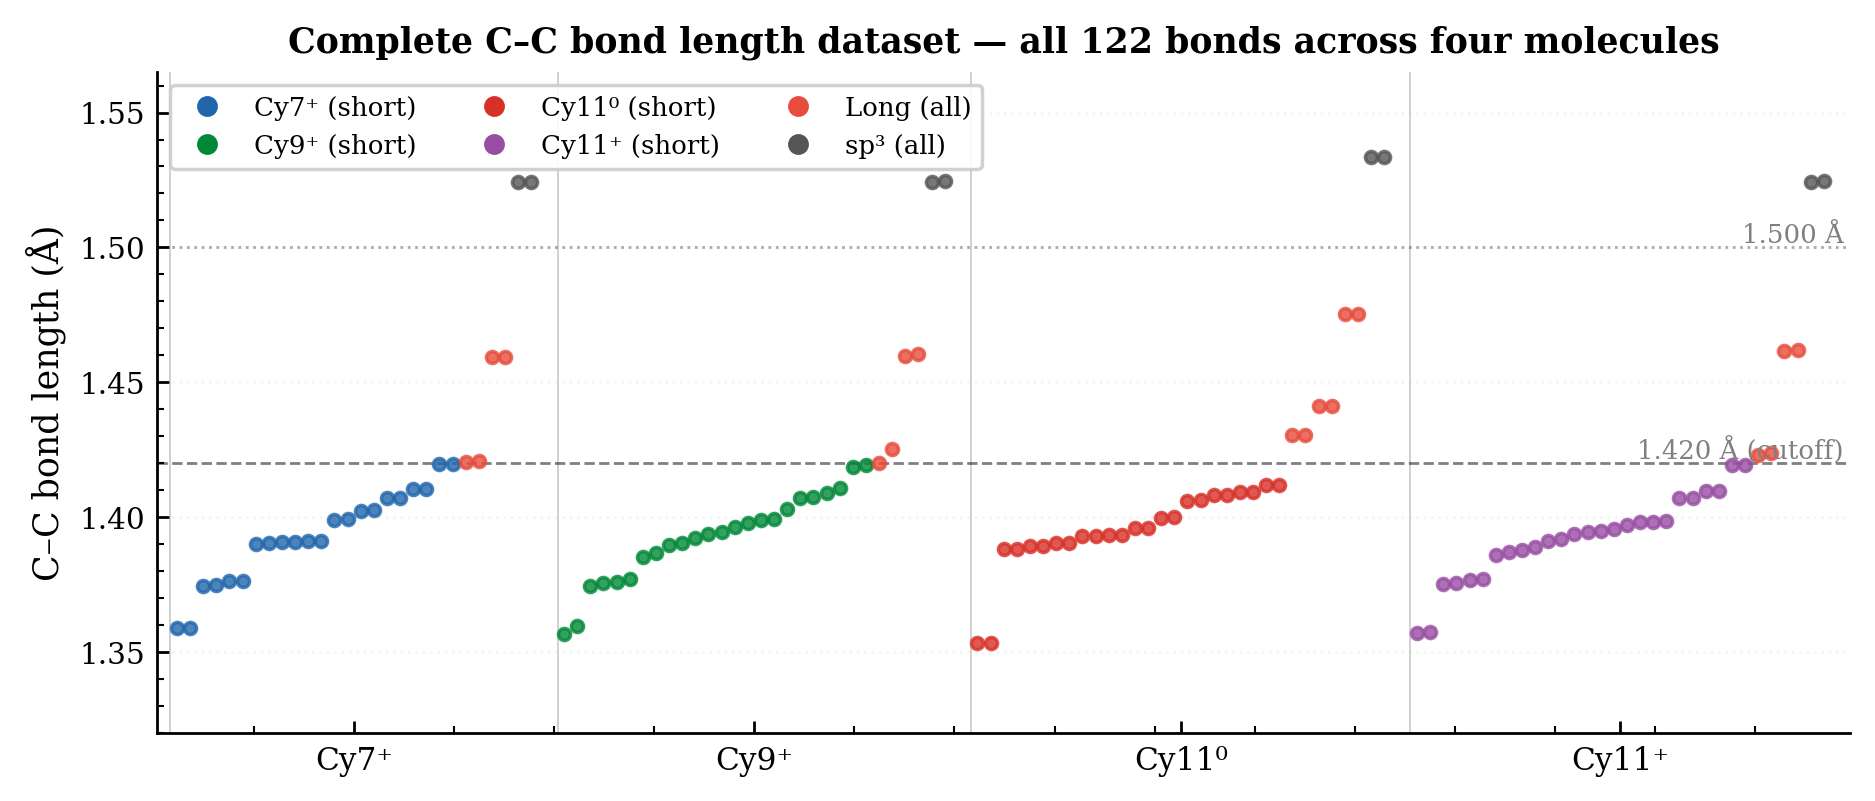 Complete C–C bond length dataset — all 122 bonds across four molecules
Cy7⁺ (short)
Cy9⁺ (short)
Cy11⁰ (short)
Cy11⁺ (short)
Long (all)
sp³ (all)
C–C bond length (Å)
1.55
1.50
1.45
1.40
1.35
1.500 Å
1.420 Å (cutoff)
Cy7⁺
Cy9⁺
Cy11⁰
Cy11⁺